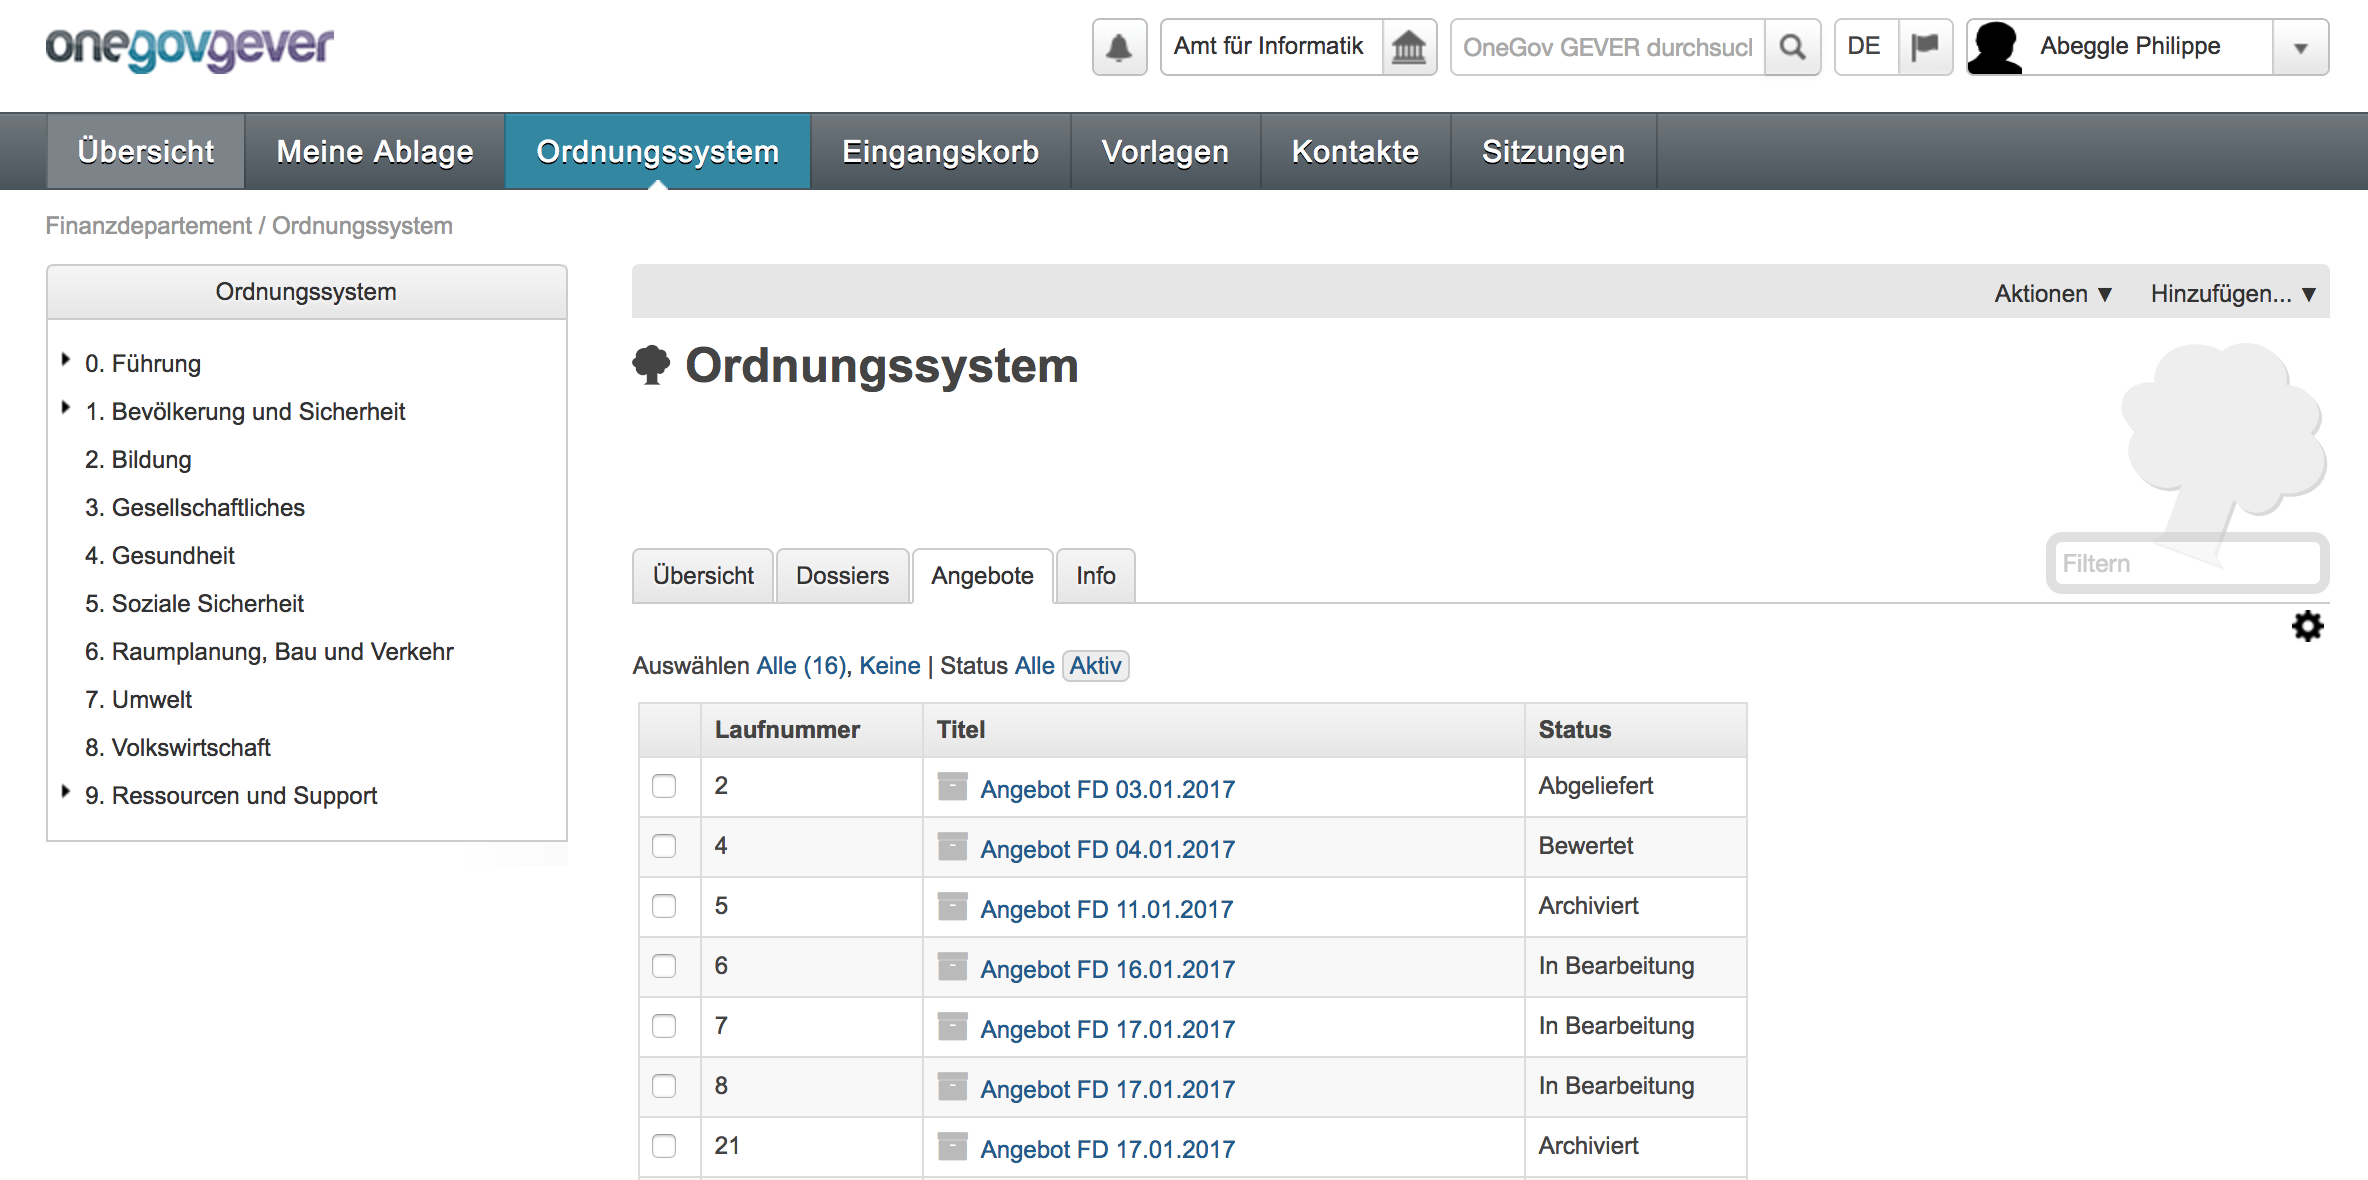 onegovgever
Amt für Informatik
OneGov GEVER durchsucl
DE
Abeggle Philippe
Übersicht
Meine Ablage
Ordnungssystem
Eingangskorb
Vorlagen
Kontakte
Sitzungen
Finanzdepartement / Ordnungssystem
Ordnungssystem
0. Führung
1. Bevölkerung und Sicherheit
2. Bildung
3. Gesellschaftliches
4. Gesundheit
5. Soziale Sicherheit
6. Raumplanung, Bau und Verkehr
7. Umwelt
8. Volkswirtschaft
9. Ressourcen und Support
Aktionen ▼ Hinzufügen... ▼
Ordnungssystem
Übersicht
Dossiers
Angebote
Info
Filtern
Auswählen Alle (16), Keine | Status Alle Aktiv
Laufnummer Titel Status
2 Angebot FD 03.01.2017 Abgeliefert
4 Angebot FD 04.01.2017 Bewertet
5 Angebot FD 11.01.2017 Archiviert
6 Angebot FD 16.01.2017 In Bearbeitung
7 Angebot FD 17.01.2017 In Bearbeitung
8 Angebot FD 17.01.2017 In Bearbeitung
21 Angebot FD 17.01.2017 Archiviert